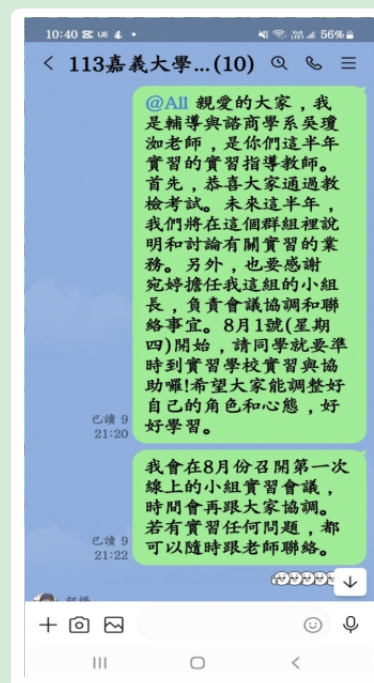 10:40
56%
113嘉義大學...(10)
@All 親愛的大家，我
是輔導與諮商學系吳瓊
洳老師，是你們這半年
實習的實習指導教師。
首先，恭喜大家通過教
檢考試。未來這半年，
我們將在這個群組裡說
明和討論有關實習的業
務。另外，也要感謝
宛婷擔任我這組的小組
長，負責會議協調和聯
絡事宜。8月1號(星期
四)開始，請同學就要準
時到實習學校實習與協
助囉!希望大家能調整好
自己的角色和心態，好
好學習。
已讀 9
21:20
我會在8月份召開第一次
線上的小組實習會議，
時間會再跟大家協調。
若有實習任何問題，都
可以隨時跟老師聯絡。
已讀 9
21:22